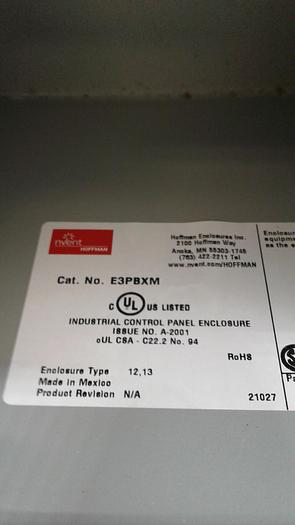 nvent
HOFFMAN
Hoffman Enclosures Inc.
2100 Hoffman Way
Anoka, MN 55303-1745
(763) 422-2211 Tel
www.nvent.com/HOFFMAN
Cat. No. E3PBXM
C UL US LISTED
INDUSTRIAL CONTROL PANEL ENCLOSURE
ISSUE NO. A-2001
cUL CSA - C22.2 No. 94
RoHS
Enclosure Type 12,13
Made in Mexico
Product Revision N/A
21027
as the